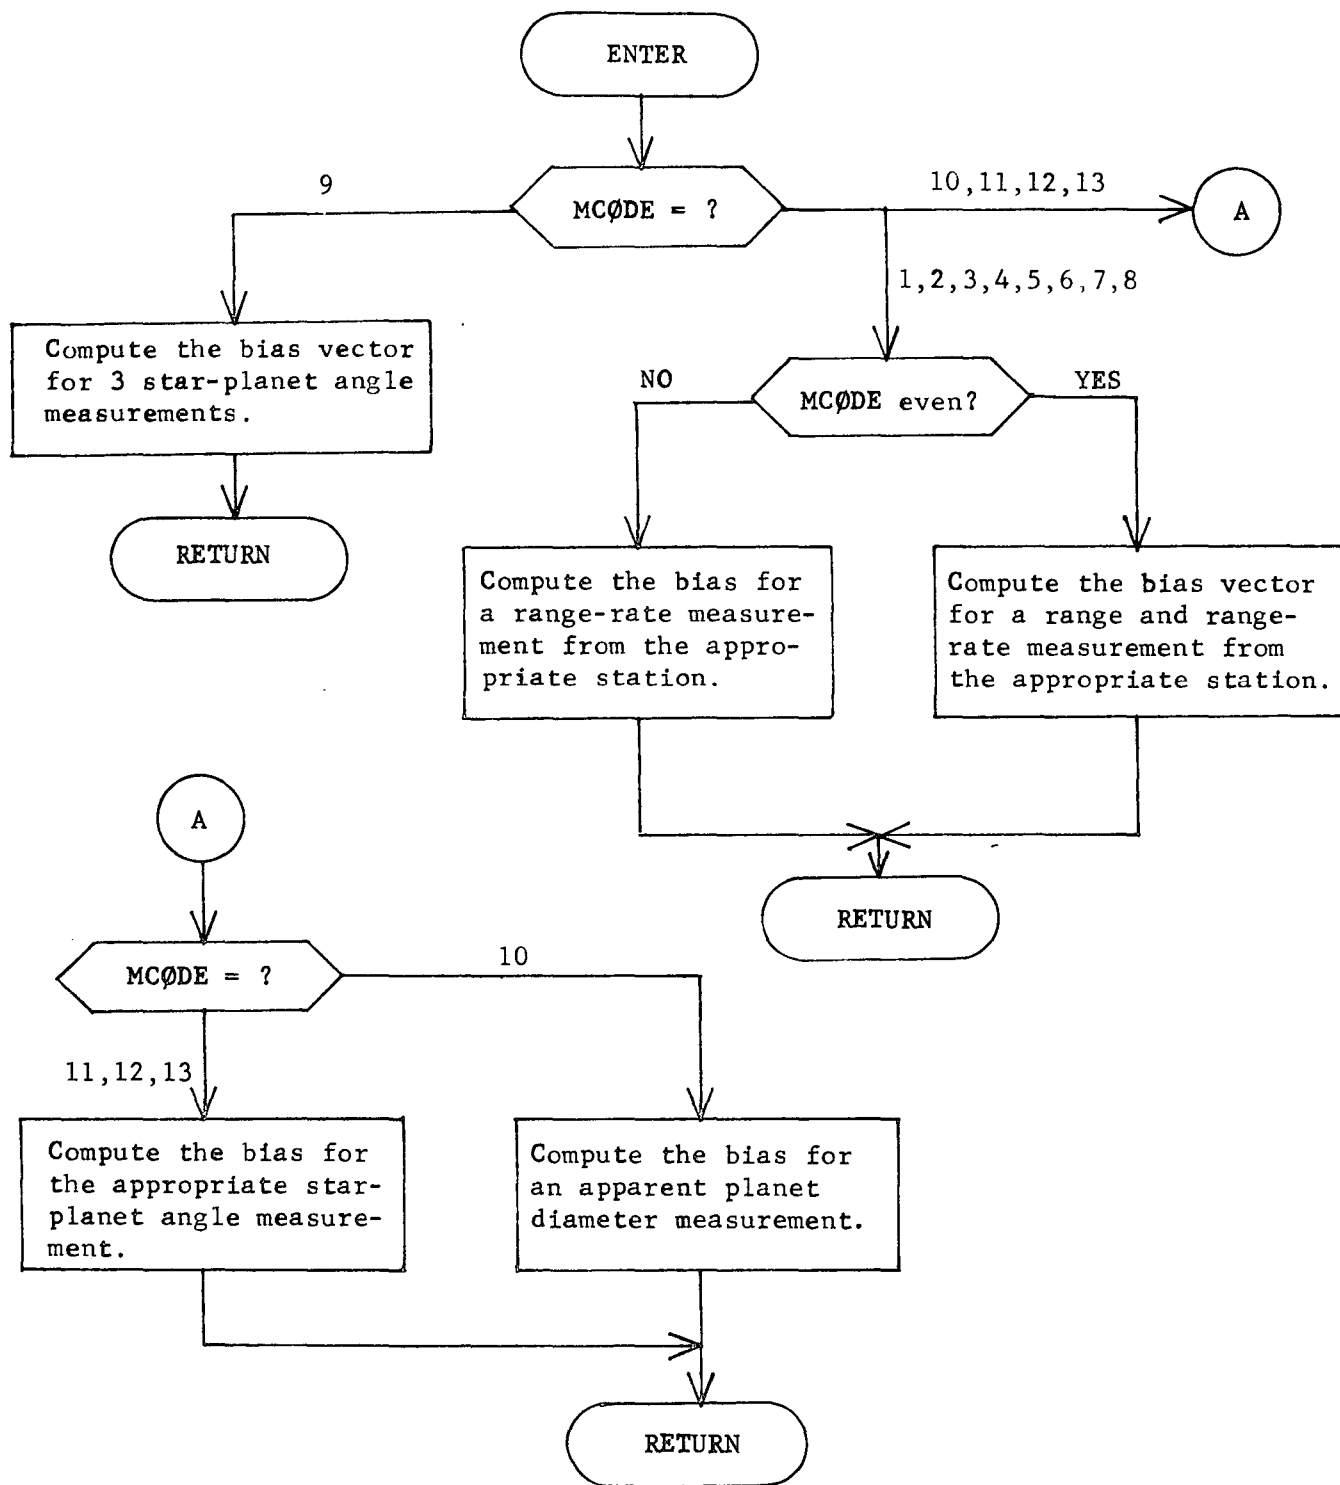 ENTER
MCØDE = ?
9
10,11,12,13
A
1,2,3,4,5,6,7,8
Compute the bias vector
for 3 star-planet angle
measurements.
RETURN
MCØDE even?
NO
YES
Compute the bias for
a range-rate measure-
ment from the appro-
priate station.
Compute the bias vector
for a range and range-
rate measurement from
the appropriate station.
RETURN
A
MCØDE = ?
10
11,12,13
Compute the bias for
the appropriate star-
planet angle measure-
ment.
Compute the bias for
an apparent planet
diameter measurement.
RETURN